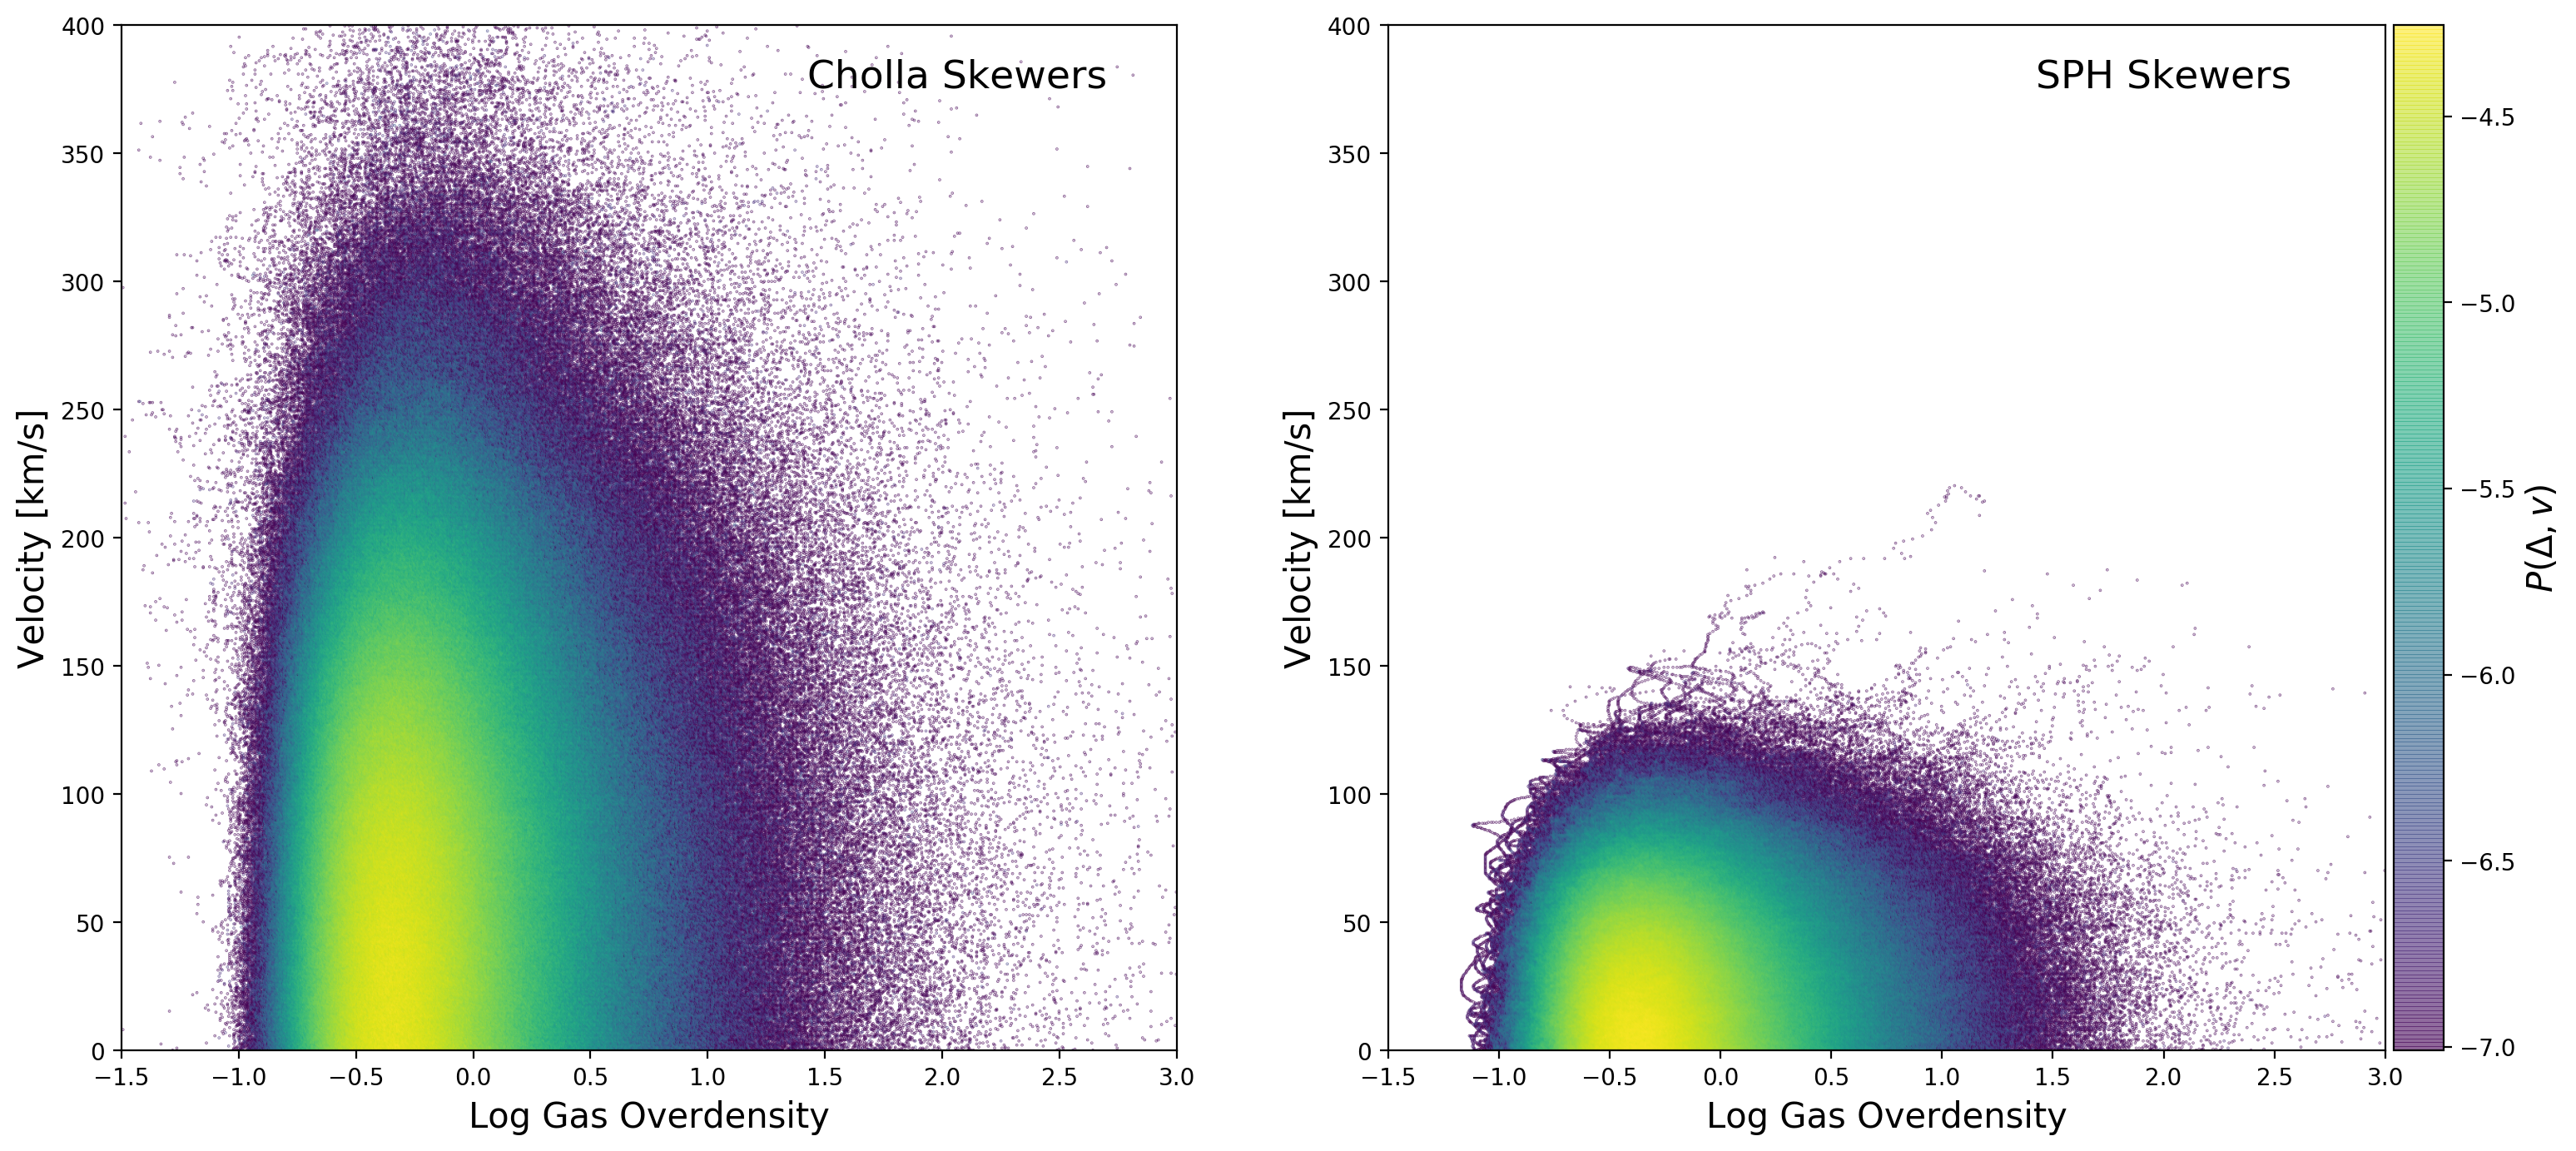 Cholla Skewers
400
350
300
250
200
150
100
50
0
Velocity [km/s]
−1.5 −1.0 −0.5 0.0 0.5 1.0 1.5 2.0 2.5 3.0
Log Gas Overdensity
SPH Skewers
400
350
300
250
200
150
100
50
0
Velocity [km/s]
−1.5 −1.0 −0.5 0.0 0.5 1.0 1.5 2.0 2.5 3.0
Log Gas Overdensity
−4.5
−5.0
−5.5
−6.0
−6.5
−7.0
P(Δ, v)